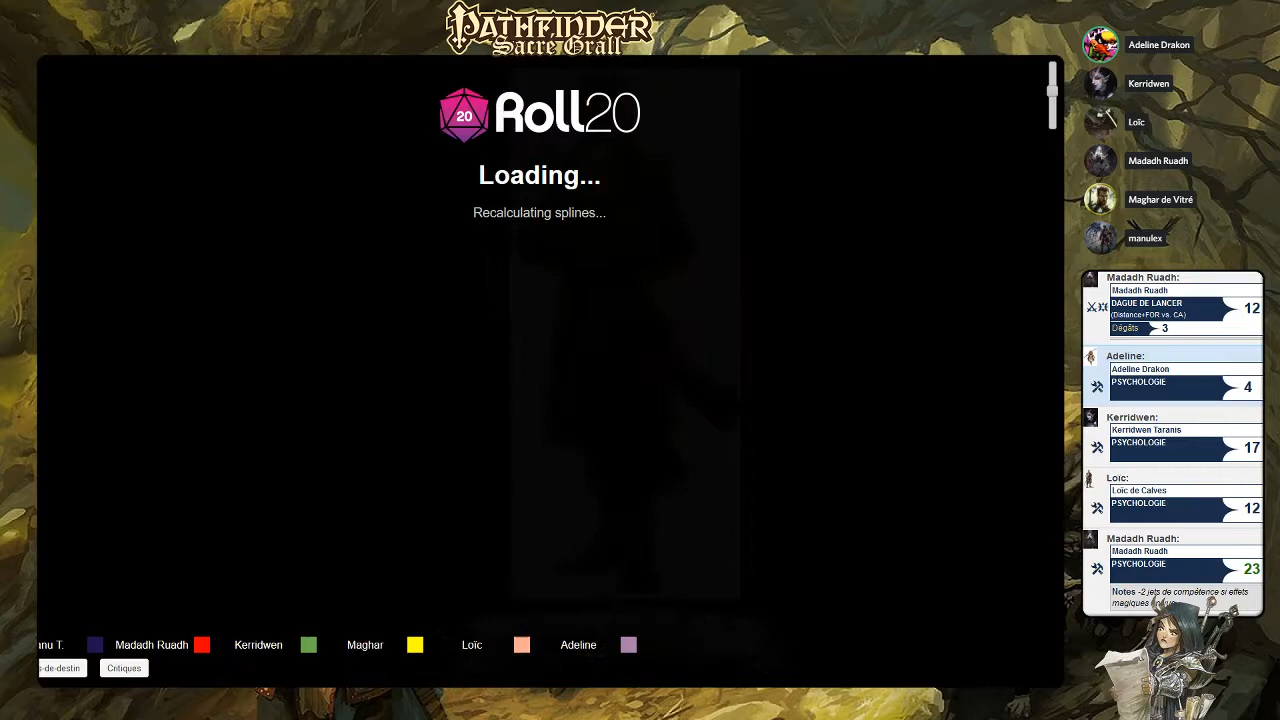 PATHFINDER
Sacre Gráll
20 Roll20
Loading...
Recalculating splines...
Adeline Drakon
Kerridwen
Loïc
Madadh Ruadh
Maghar de Vitré
manulex
Madadh Ruadh:
Madadh Ruadh
DAGUE DE LANCER 12
(Distance+FOR vs. CA)
Dégâts 3
Adeline:
Adeline Drakon
PSYCHOLOGIE 4
Kerridwen:
Kerridwen Taranis
PSYCHOLOGIE 17
Loïc:
Loïc de Calves
PSYCHOLOGIE 12
Madadh Ruadh:
Madadh Ruadh
PSYCHOLOGIE 23
Notes -2 jets de compétence si effets
magiques
nu T. Madadh Ruadh Kerridwen Maghar Loïc Adeline
s-de-destin Critiques